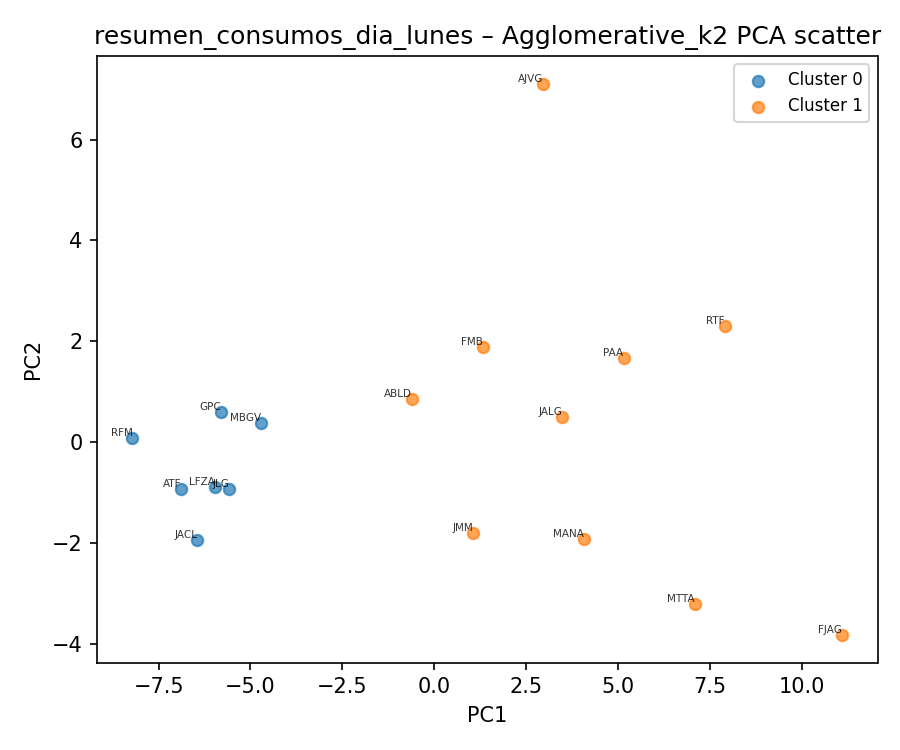 resumen_consumos_dia_lunes – Agglomerative_k2 PCA scatter
Cluster 0
Cluster 1
AJVG
RTF
FMB
PAA
ABLD
JALG
GPC
MBGV
RFM
ATF
LFZA
JLG
JACL
JMM
MANA
MTTA
FJAG
6
4
2
0
−2
−4
PC2
−7.5
−5.0
−2.5
0.0
2.5
5.0
7.5
10.0
PC1